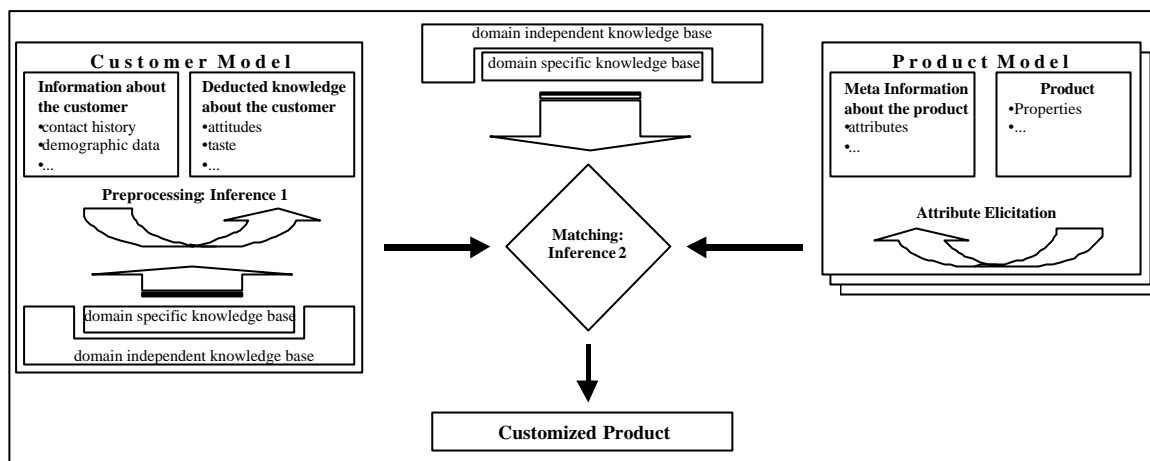 Customer Model
Information about
the customer
•contact history
•demographic data
•...
Deducted knowledge
about the customer
•attitudes
•taste
•...
Preprocessing: Inference 1
domain specific knowledge base
domain independent knowledge base
domain independent knowledge base
domain specific knowledge base
Matching:
Inference 2
Customized Product
Product Model
Meta Information
about the product
•attributes
•...
Product
•Properties
•...
Attribute Elicitation